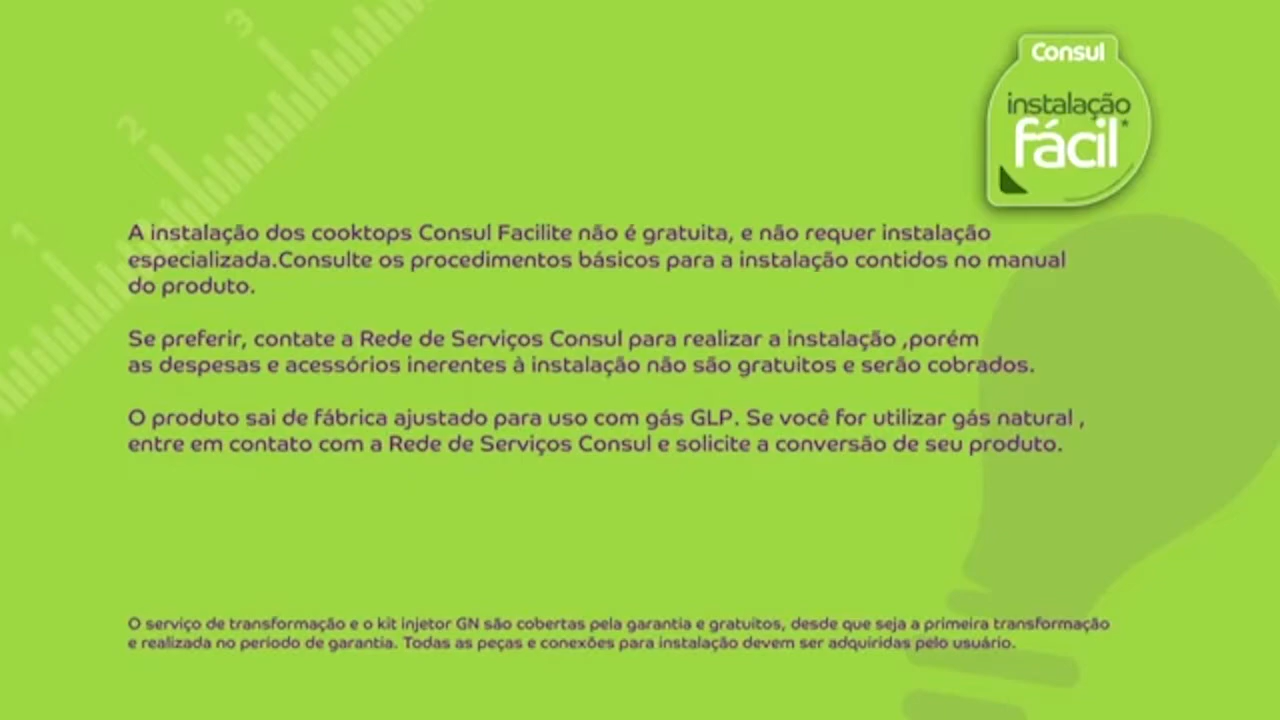 3
2
1
Consul
instalação
fácil*
A instalação dos cooktops Consul Facilite não é gratuita, e não requer instalação
especializada.Consulte os procedimentos básicos para a instalação contidos no manual
do produto.
Se preferir, contate a Rede de Serviços Consul para realizar a instalação ,porém
as despesas e acessórios inerentes à instalação não são gratuitos e serão cobrados.
O produto sai de fábrica ajustado para uso com gás GLP. Se você for utilizar gás natural ,
entre em contato com a Rede de Serviços Consul e solicite a conversão de seu produto.
O serviço de transformação e o kit injetor GN são cobertas pela garantia e gratuitos, desde que seja a primeira transformação
e realizada no período de garantia. Todas as peças e conexões para instalação devem ser adquiridas pelo usuário.